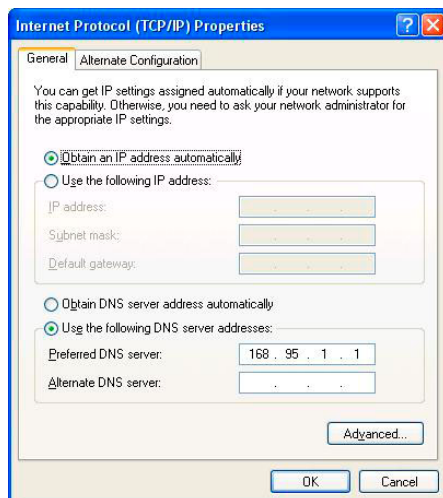 Internet Protocol (TCP/IP) Properties
General Alternate Configuration
You can get IP settings assigned automatically if your network supports
this capability. Otherwise, you need to ask your network administrator for
the appropriate IP settings.
Obtain an IP address automatically
Use the following IP address:
IP address:
Subnet mask:
Default gateway:
Obtain DNS server address automatically
Use the following DNS server addresses:
Preferred DNS server: 168 . 95 . 1 . 1
Alternate DNS server: . . .
Advanced...
OK Cancel